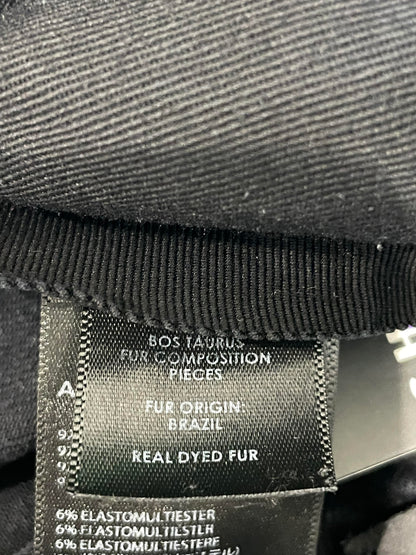 BOS TAURUS
FUR COMPOSITION
PIECES
FUR ORIGIN:
BRAZIL
REAL DYED FUR
A
6% ELASTOMULTIESTER
6% ELASTOMULTIESTER
6% ELASTOMULTIESTERE